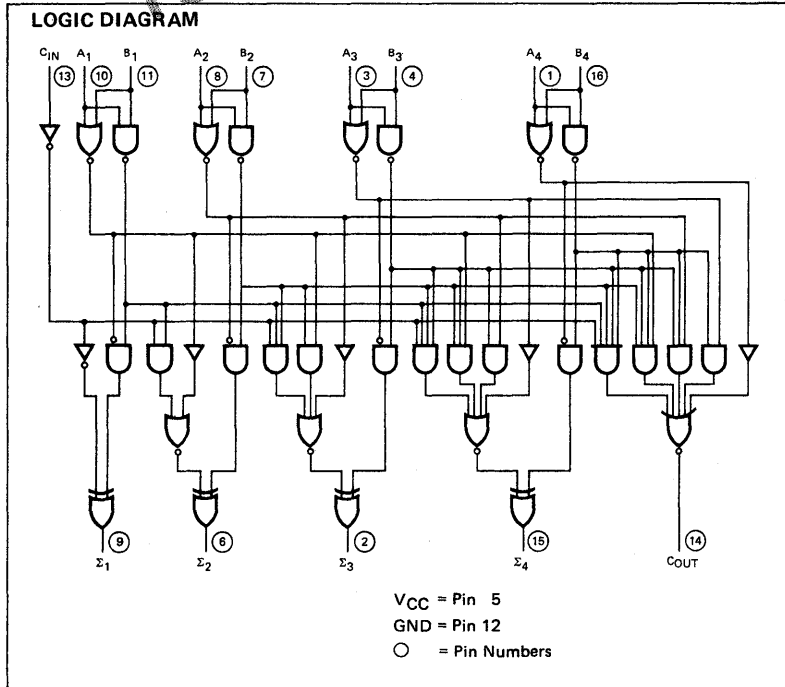 LOGIC DIAGRAM
CIN A1 B1 A2 B2 A3 B3 A4 B4
13 10 11 8 7 3 4 1 16
9 6 2 15 14
Σ1 Σ2 Σ3 Σ4 COUT
VCC = Pin 5
GND = Pin 12
= Pin Numbers